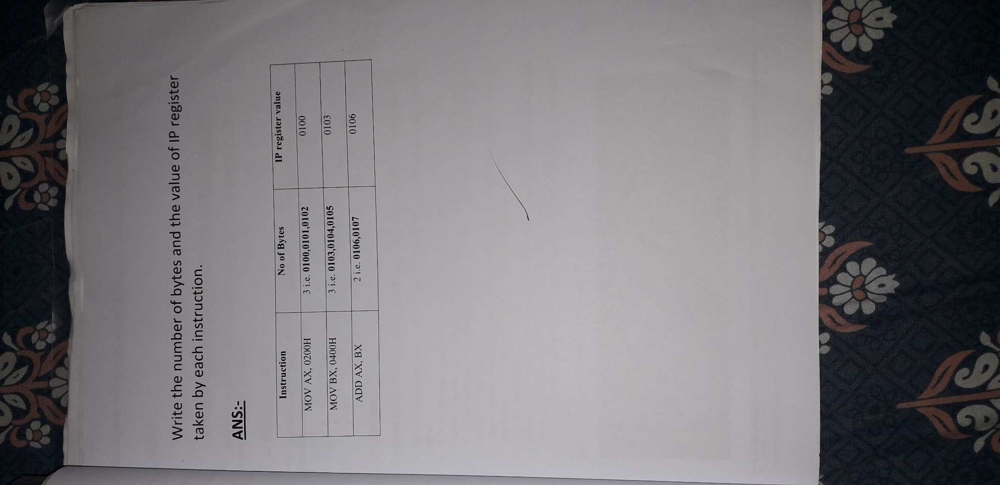 Write the number of bytes and the value of IP register
taken by each instruction.
ANS:-
Instruction No of Bytes IP register value
MOV AX, 0200H 3 i.e. 0100,0101,0102 0100
MOV BX, 0400H 3 i.e. 0103,0104,0105 0103
ADD AX, BX 2 i.e. 0106,0107 0106